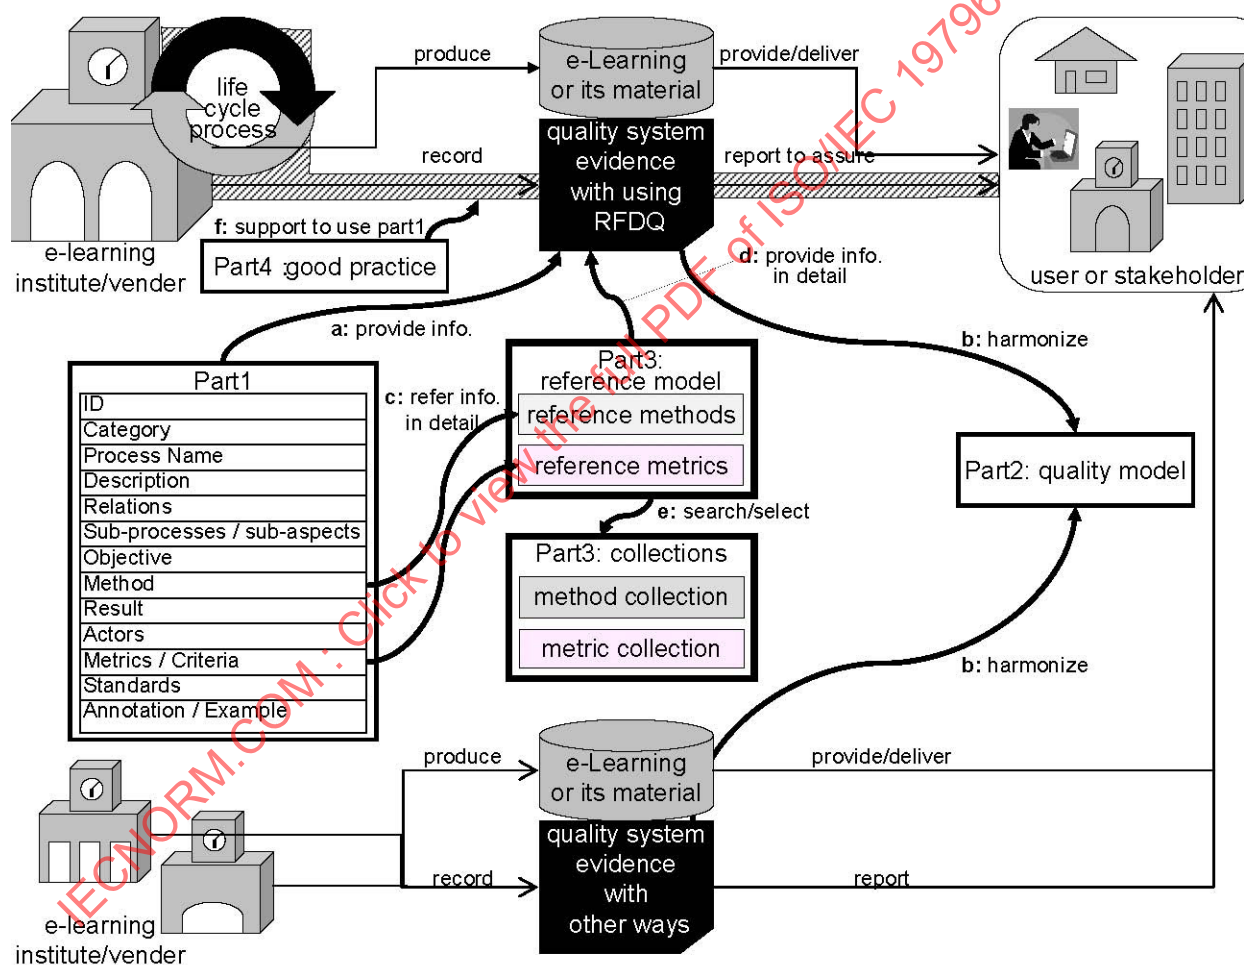 produce
e-Learning
or its material
provide/deliver
life
cycle
process
record
quality system
evidence
with using
RFDQ
report to assure
f: support to use part1
Part4 :good practice
e-learning
institute/vender
d: provide info.
in detail
user or stakeholder
a: provide info.
b: harmonize
Part1
ID
Category
Process Name
Description
Relations
Sub-processes / sub-aspects
Objective
Method
Result
Actors
Metrics / Criteria
Standards
Annotation / Example
c: refer info.
in detail
Part3:
reference model
reference methods
reference metrics
e: search/select
Part3: collections
method collection
metric collection
Part2: quality model
b: harmonize
produce
e-Learning
or its material
provide/deliver
record
quality system
evidence
with
other ways
report
e-learning
institute/vender
IECNORM.COM : Click to view the full PDF of ISO/IEC 19796